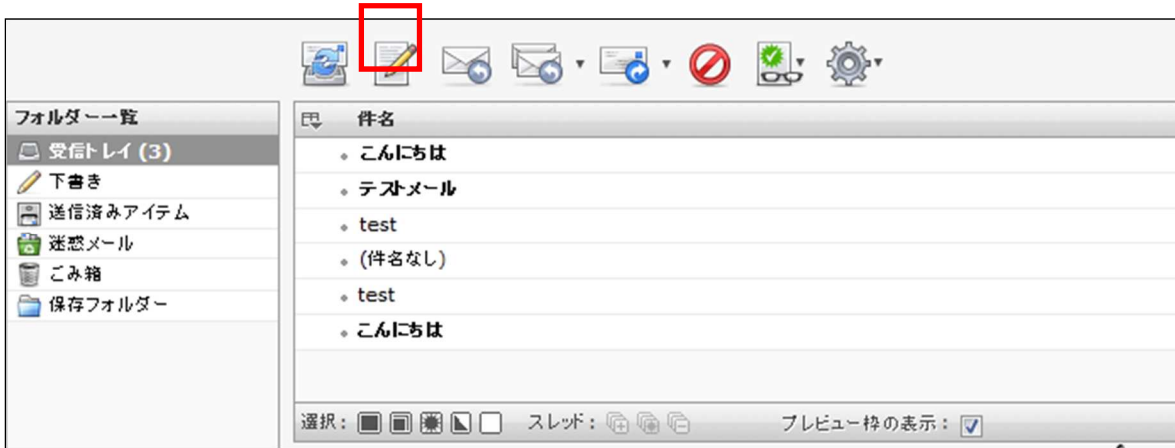 フォルダー一覧
受信トレイ (3)
下書き
送信済みアイテム
迷惑メール
ごみ箱
保存フォルダー
件名
こんにちは
テストメール
test
(件名なし)
test
こんにちは
選択: スレッド: プレビュー枠の表示: